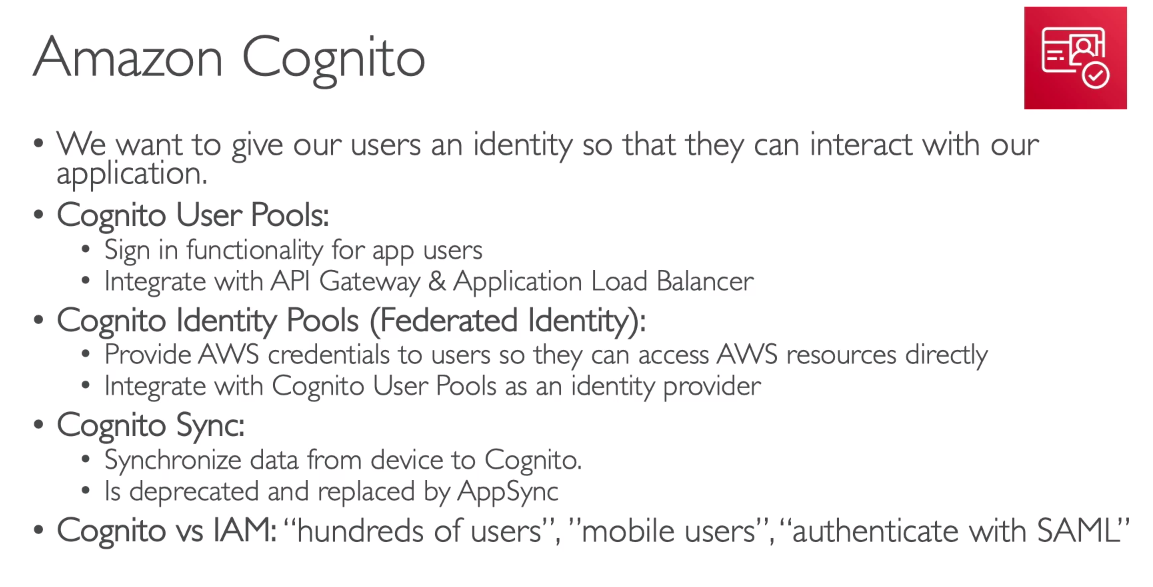 Amazon Cognito
• We want to give our users an identity so that they can interact with our
application.
• Cognito User Pools:
• Sign in functionality for app users
• Integrate with API Gateway & Application Load Balancer
• Cognito Identity Pools (Federated Identity):
• Provide AWS credentials to users so they can access AWS resources directly
• Integrate with Cognito User Pools as an identity provider
• Cognito Sync:
• Synchronize data from device to Cognito.
• Is deprecated and replaced by AppSync
• Cognito vs IAM: “hundreds of users”, ”mobile users”, “authenticate with SAML”